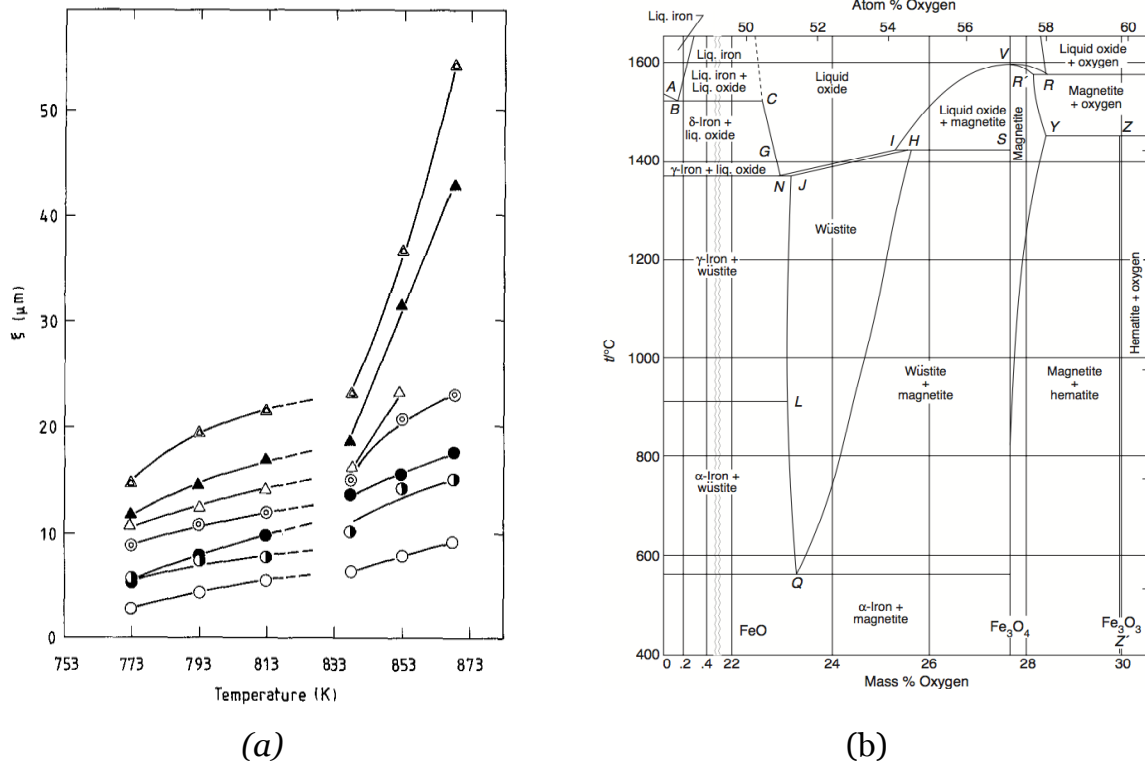 50
40
30
20
10
0
ξ (μm)
753
773
793
813
833
853
873
Temperature (K)
(a)
Atom % Oxygen
50
52
54
56
58
60
Liq. iron
Liq. iron
Liq. iron +
Liq. oxide
δ-Iron +
liq. oxide
γ-Iron + liq. oxide
Liquid
oxide
Liquid oxide
+ magnetite
Liquid oxide
+ oxygen
Magnetite
+ oxygen
Magnetite
A
B
C
G
N
J
I
H
S
V
R´
R
Y
Z
Wüstite
γ-Iron +
wüstite
L
Wüstite
+
magnetite
Magnetite
+
hematite
Hematite + oxygen
α-Iron +
wüstite
Q
α-Iron +
magnetite
FeO
Fe3O4
Fe3O3
Z´
1600
1400
1200
1000
800
600
400
t/°C
0
.2
.4
22
24
26
28
30
Mass % Oxygen
(b)